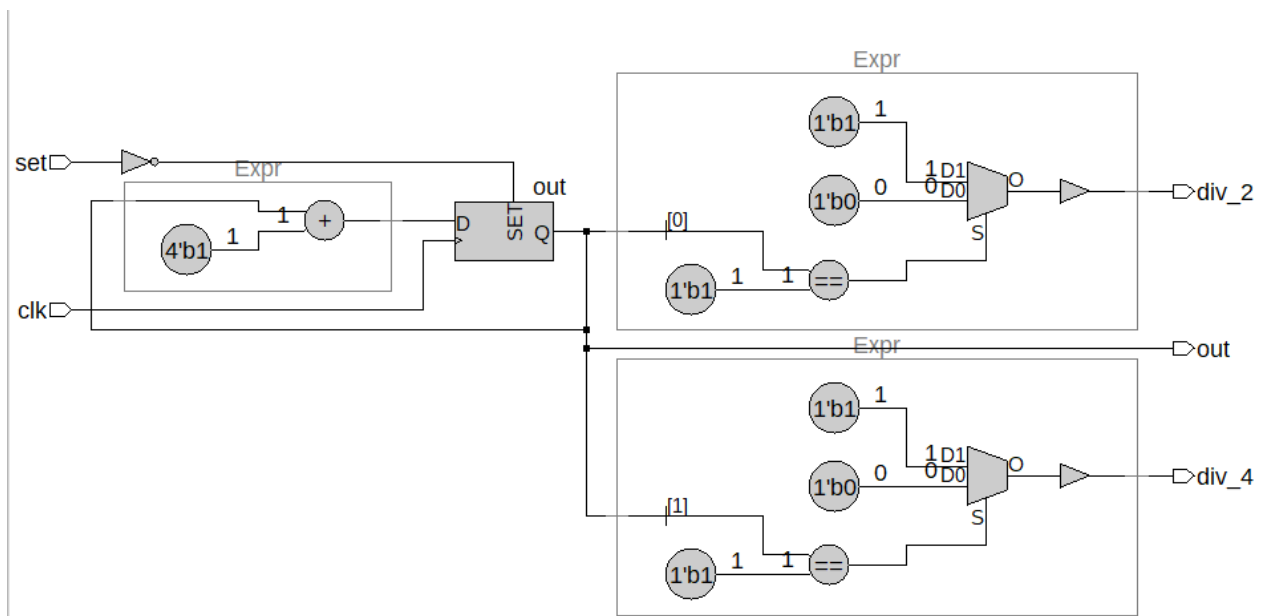 Expr
1'b1 1
set
Expr
out
1 D1
0 D0
O
1'b0 0
div_2
1
+
D
SET
Q
[0]
S
4'b1 1
1'b1 1
1
==
clk
out
Expr
1'b1 1
1 D1
0 D0
O
1'b0 0
div_4
[1]
S
1'b1 1
1
==